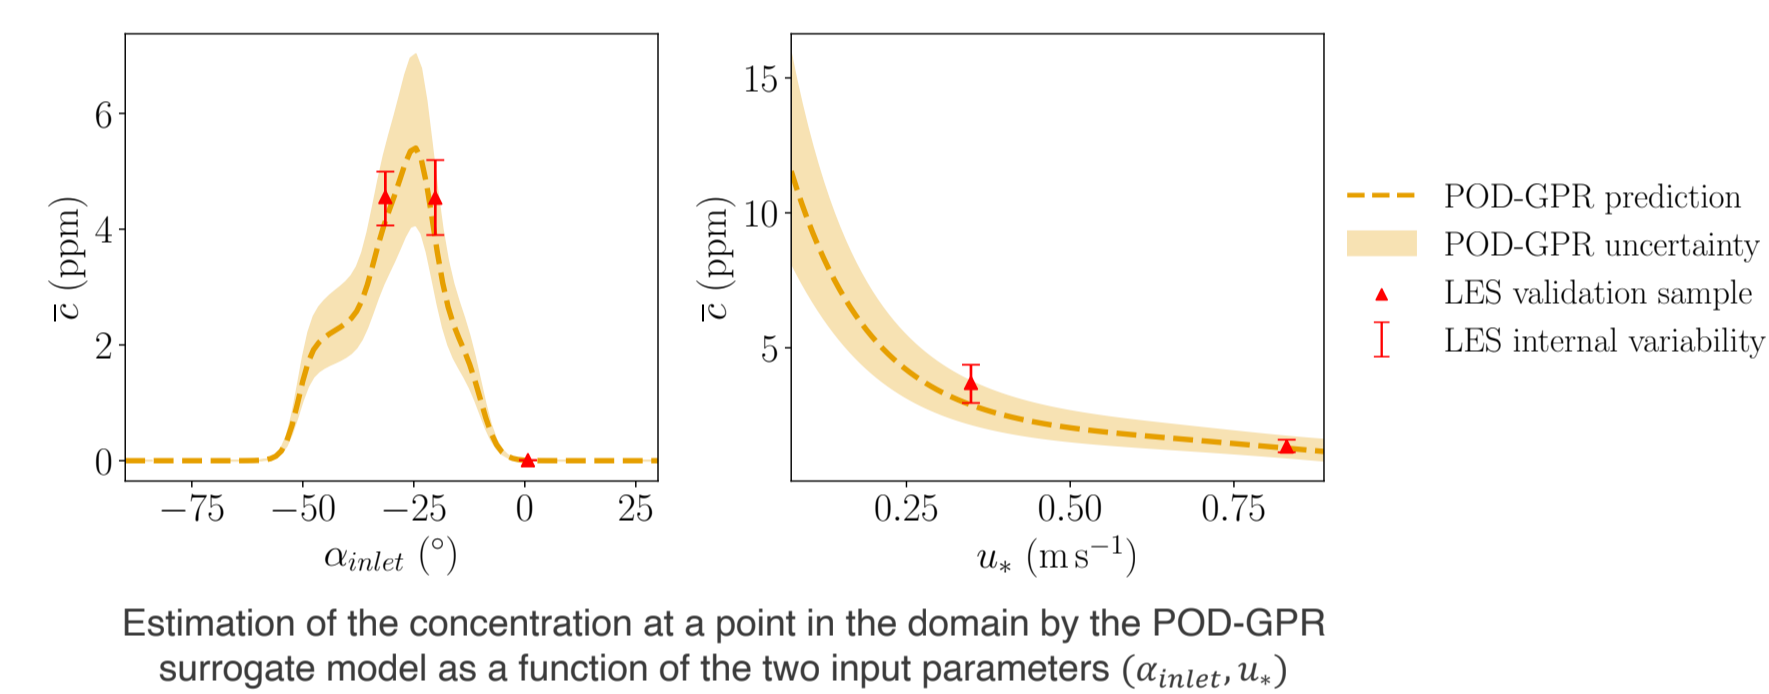 6
4
2
0
c̅ (ppm)
−75 −50 −25 0 25
α_inlet (°)
15
10
5
c̅ (ppm)
0.25 0.50 0.75
u_* (m s⁻¹)
POD-GPR prediction
POD-GPR uncertainty
LES validation sample
LES internal variability
Estimation of the concentration at a point in the domain by the POD-GPR
surrogate model as a function of the two input parameters (α_inlet, u_*)